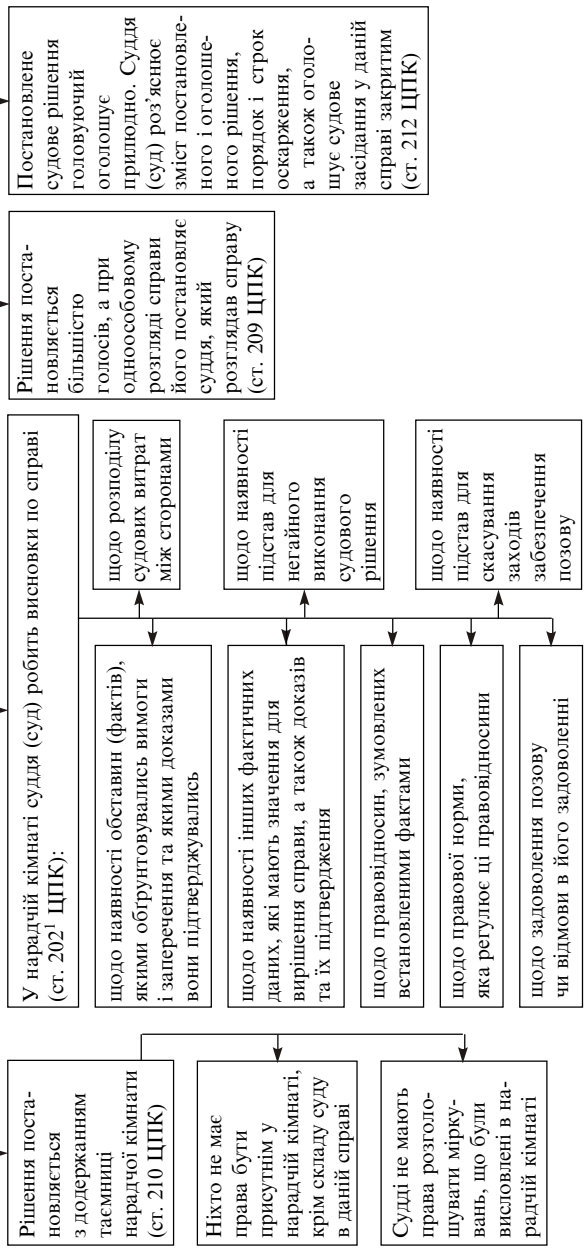 Рішення поста-
новляється
з додержанням
таємниці
нарадчої кімнати
(ст. 210 ЦПК)
Ніхто не має
права бути
присутнім у
нарадчій кімнаті,
крім складу суду
в даній справі
Судді не мають
права розголо-
шувати мірку-
вань, що були
висловлені в на-
радчій кімнаті
У нарадчій кімнаті суддя (суд) робить висновки по справі
(ст. 202¹ ЦПК):
щодо наявності обставин (фактів),
якими обґрунтовувались вимоги
і заперечення та якими доказами
вони підтверджувались
щодо наявності інших фактичних
даних, які мають значення для
вирішення справи, а також доказів
та їх підтвердження
щодо правовідносин, зумовлених
встановленими фактами
щодо правової норми,
яка регулює ці правовідносини
щодо задоволення позову
чи відмови в його задоволенні
щодо розподілу
судових витрат
між сторонами
щодо наявності
підстав для
негайного
виконання
судового
рішення
щодо наявності
підстав для
скасування
заходів
забезпечення
позову
Рішення поста-
новляється
більшістю
голосів, а при
одноособовому
розгляді справи
його постановляє
суддя, який
розглядав справу
(ст. 209 ЦПК)
Постановлене
судове рішення
головуючий
оголошує
прилюдно. Суддя
(суд) роз'яснює
зміст постановле-
ного і оголоше-
ного рішення,
порядок і строк
оскарження,
а також оголо-
шує судове
засідання у даній
справі закритим
(ст. 212 ЦПК)